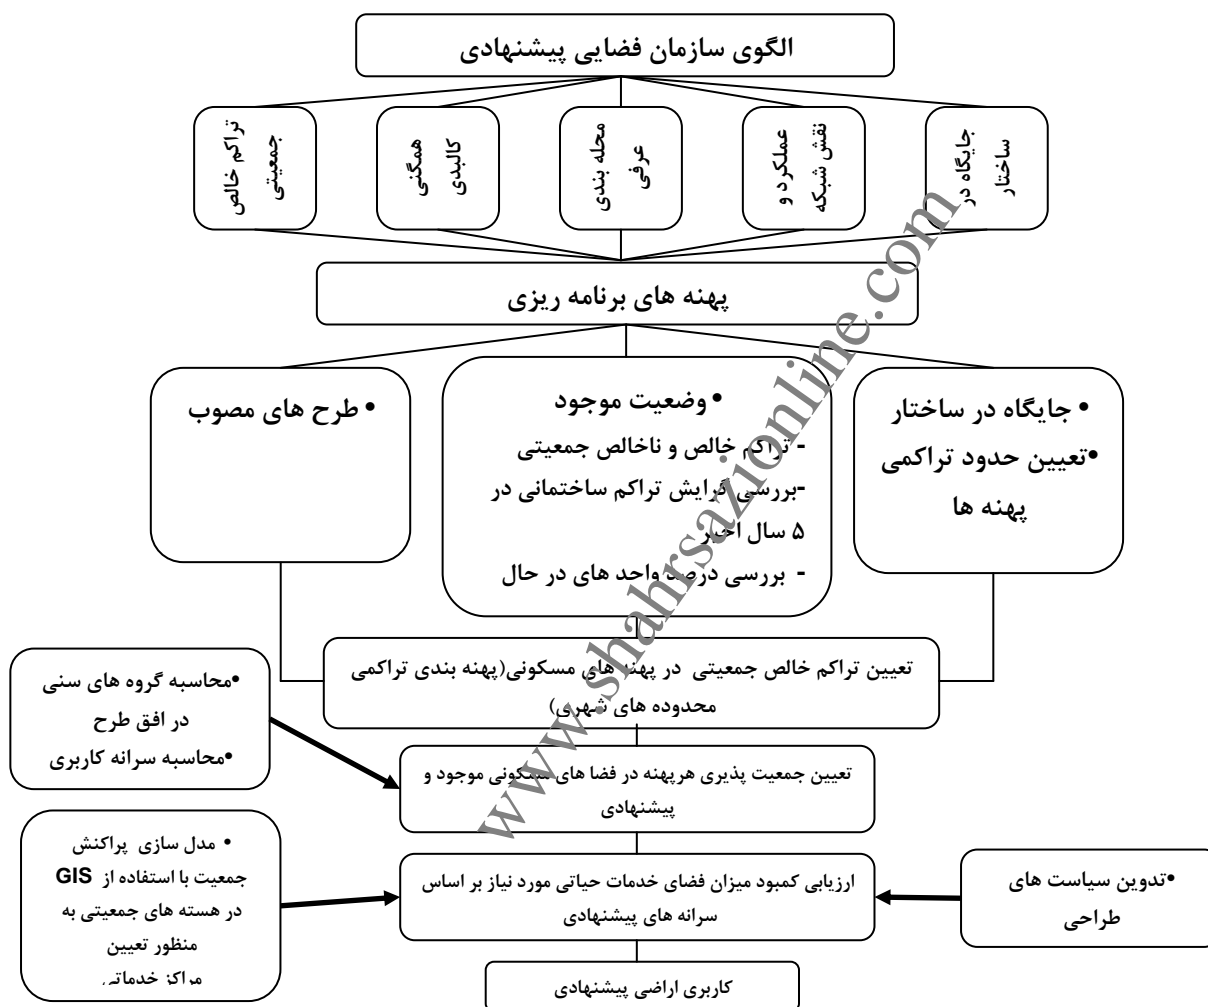 الگوی سازمان فضایی پیشنهادی
جایگاه در
ساختار
عملکرد و
نقش شبکه
محله بندی
عرفی
همگنی
کالبدی
تراکم خالص
جمعیتی
پهنه های برنامه ریزی
• جایگاه در ساختار
•تعیین حدود تراکمی
پهنه ها
•وضعیت موجود
- تراکم خالص و ناخالص جمعیتی
-بررسی گرایش تراکم ساختمانی در
۵ سال اخیر
- بررسی درصد واحد های در حال
• طرح های مصوب
تعیین تراکم خالص جمعیتی در پهنه های مسکونی(پهنه بندی تراکمی
محدوده های شهری)
•محاسبه گروه های سنی
در افق طرح
•محاسبه سرانه کاربری
تعیین جمعیت پذیری هرپهنه در فضا های مسکونی موجود و
پیشنهادی
• مدل سازی پراکنش
جمعیت با استفاده از GIS
در هسته های جمعیتی به
منظور تعیین
مراکز خدماتی
ارزیابی کمبود میزان فضای خدمات حیاتی مورد نیاز بر اساس
سرانه های پیشنهادی
•تدوین سیاست های
طراحی
کاربری اراضی پیشنهادی
www.shahrsazionline.com